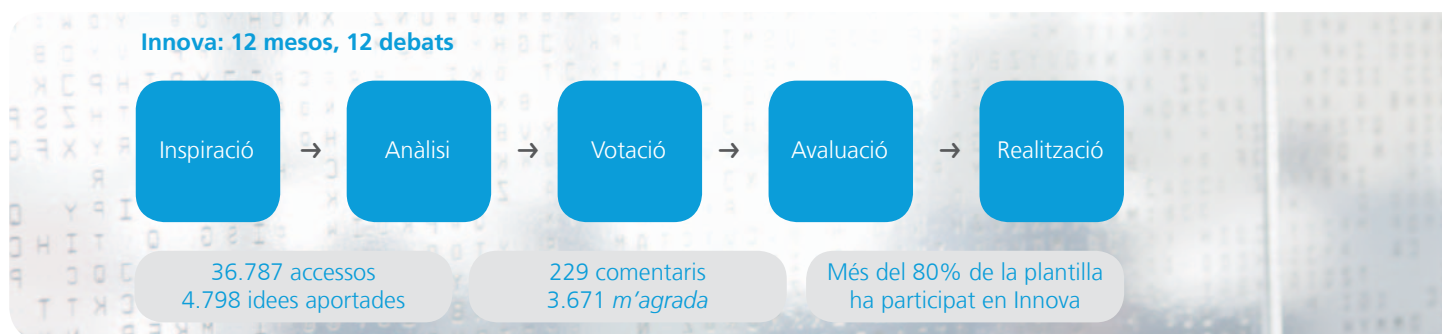 Innova: 12 mesos, 12 debats
Inspiració → Anàlisi → Votació → Avaluació → Realització
36.787 accessos
4.798 idees aportades
229 comentaris
3.671 m’agrada
Més del 80% de la plantilla
ha participat en Innova